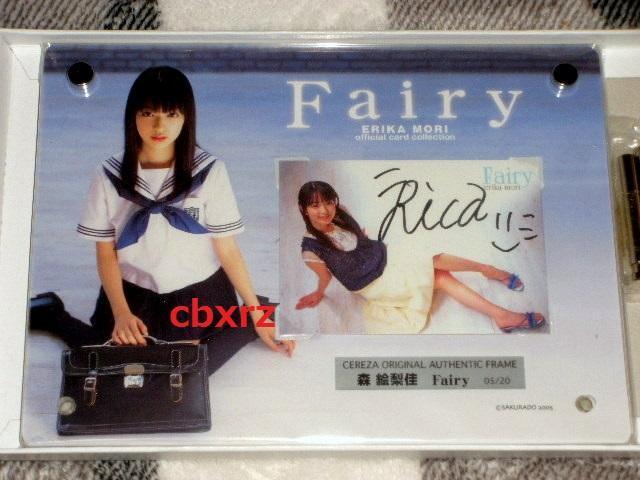 Fairy
ERIKA MORI
official card collection
Fairy
erika mori
Rica
cbxrz
CEREZA ORIGINAL AUTHENTIC FRAME
森 絵梨佳 Fairy 05/20
©SAKURADO 2005